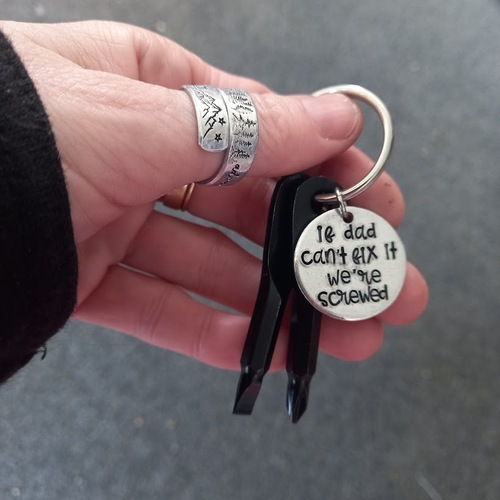 If dad
can't fix it
we're
screwed